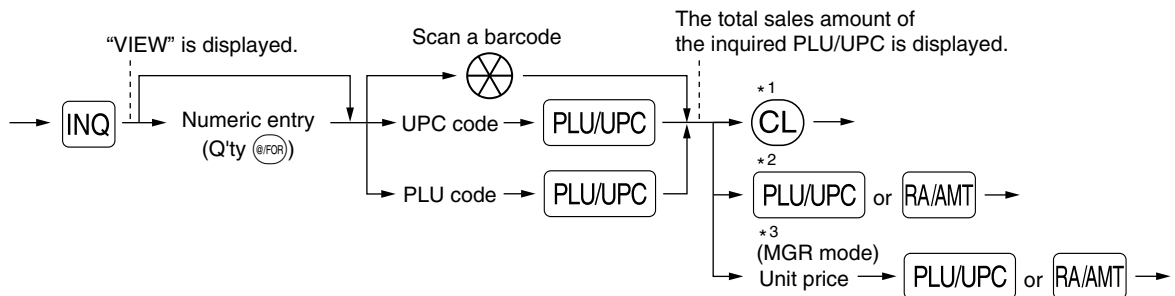 "VIEW" is displayed.
Scan a barcode
The total sales amount of
the inquired PLU/UPC is displayed.
INQ
Numeric entry
(Q'ty @/FOR)
UPC code
PLU/UPC
PLU code
PLU/UPC
*1
CL
*2
PLU/UPC or RA/AMT
*3
(MGR mode)
Unit price
PLU/UPC or RA/AMT